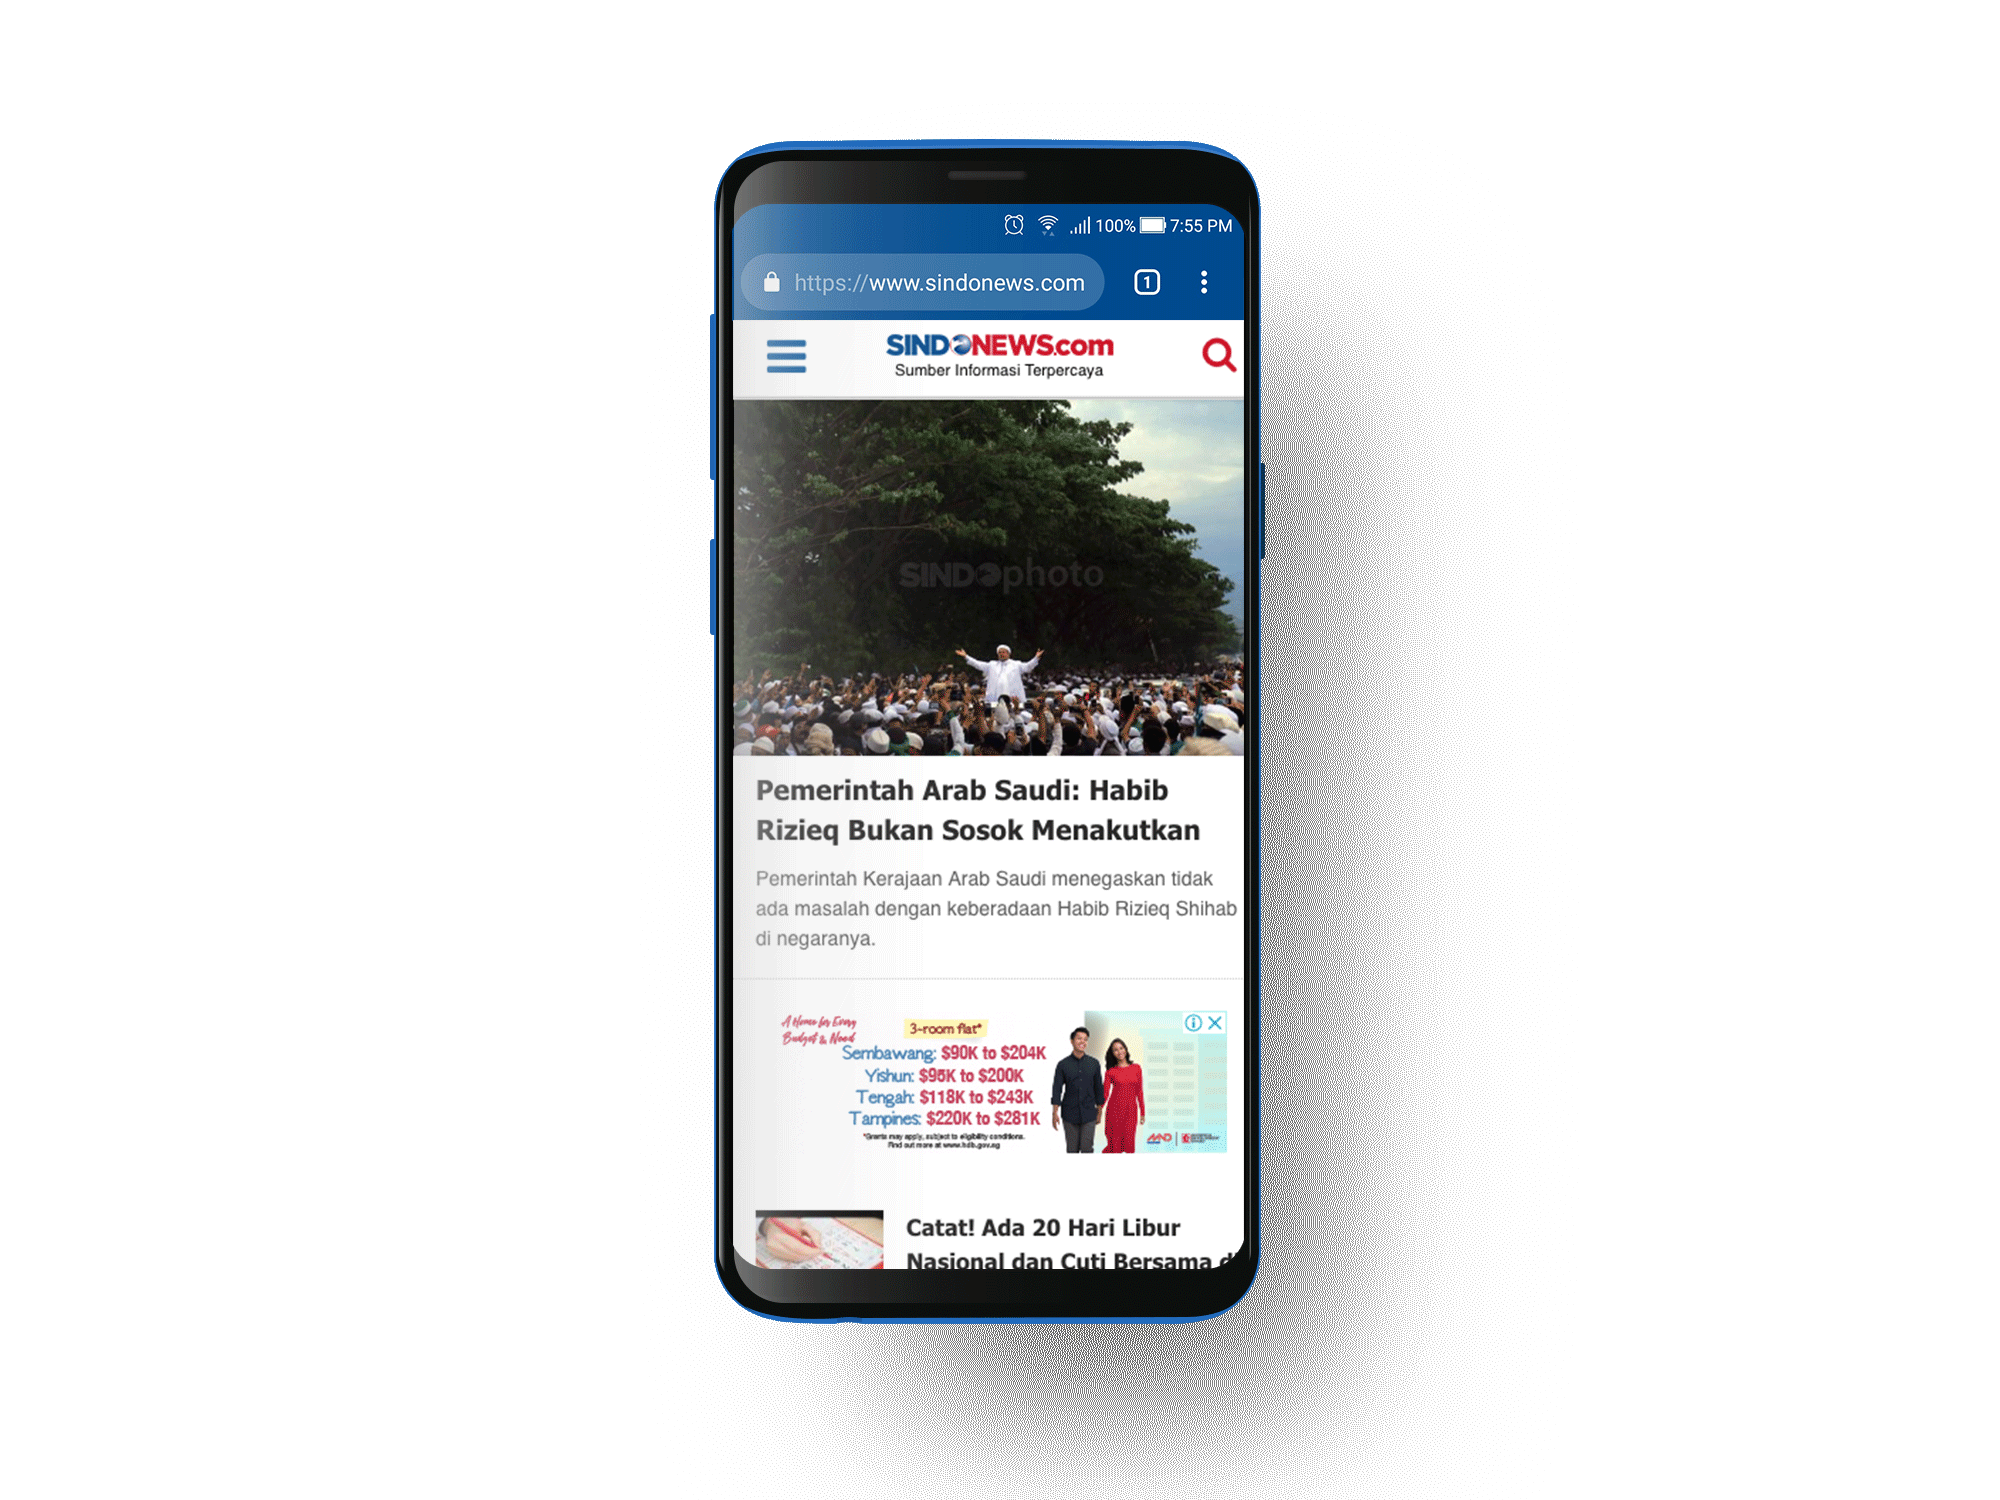 100% 7:55 PM
https://www.sindonews.com 1
SINDONEWS.com
Sumber Informasi Terpercaya
SINDOphoto
Pemerintah Arab Saudi: Habib
Rizieq Bukan Sosok Menakutkan
Pemerintah Kerajaan Arab Saudi menegaskan tidak
ada masalah dengan keberadaan Habib Rizieq Shihab
di negaranya.
A Home for Every
Budget & Need
3-room flat*
Sembawang: $90K to $204K
Yishun: $95K to $200K
Tengah: $118K to $243K
Tampines: $220K to $281K
*Grants may apply, subject to eligibility conditions.
Find out more at www.hdb.gov.sg
Catat! Ada 20 Hari Libur
Nasional dan Cuti Bersama di